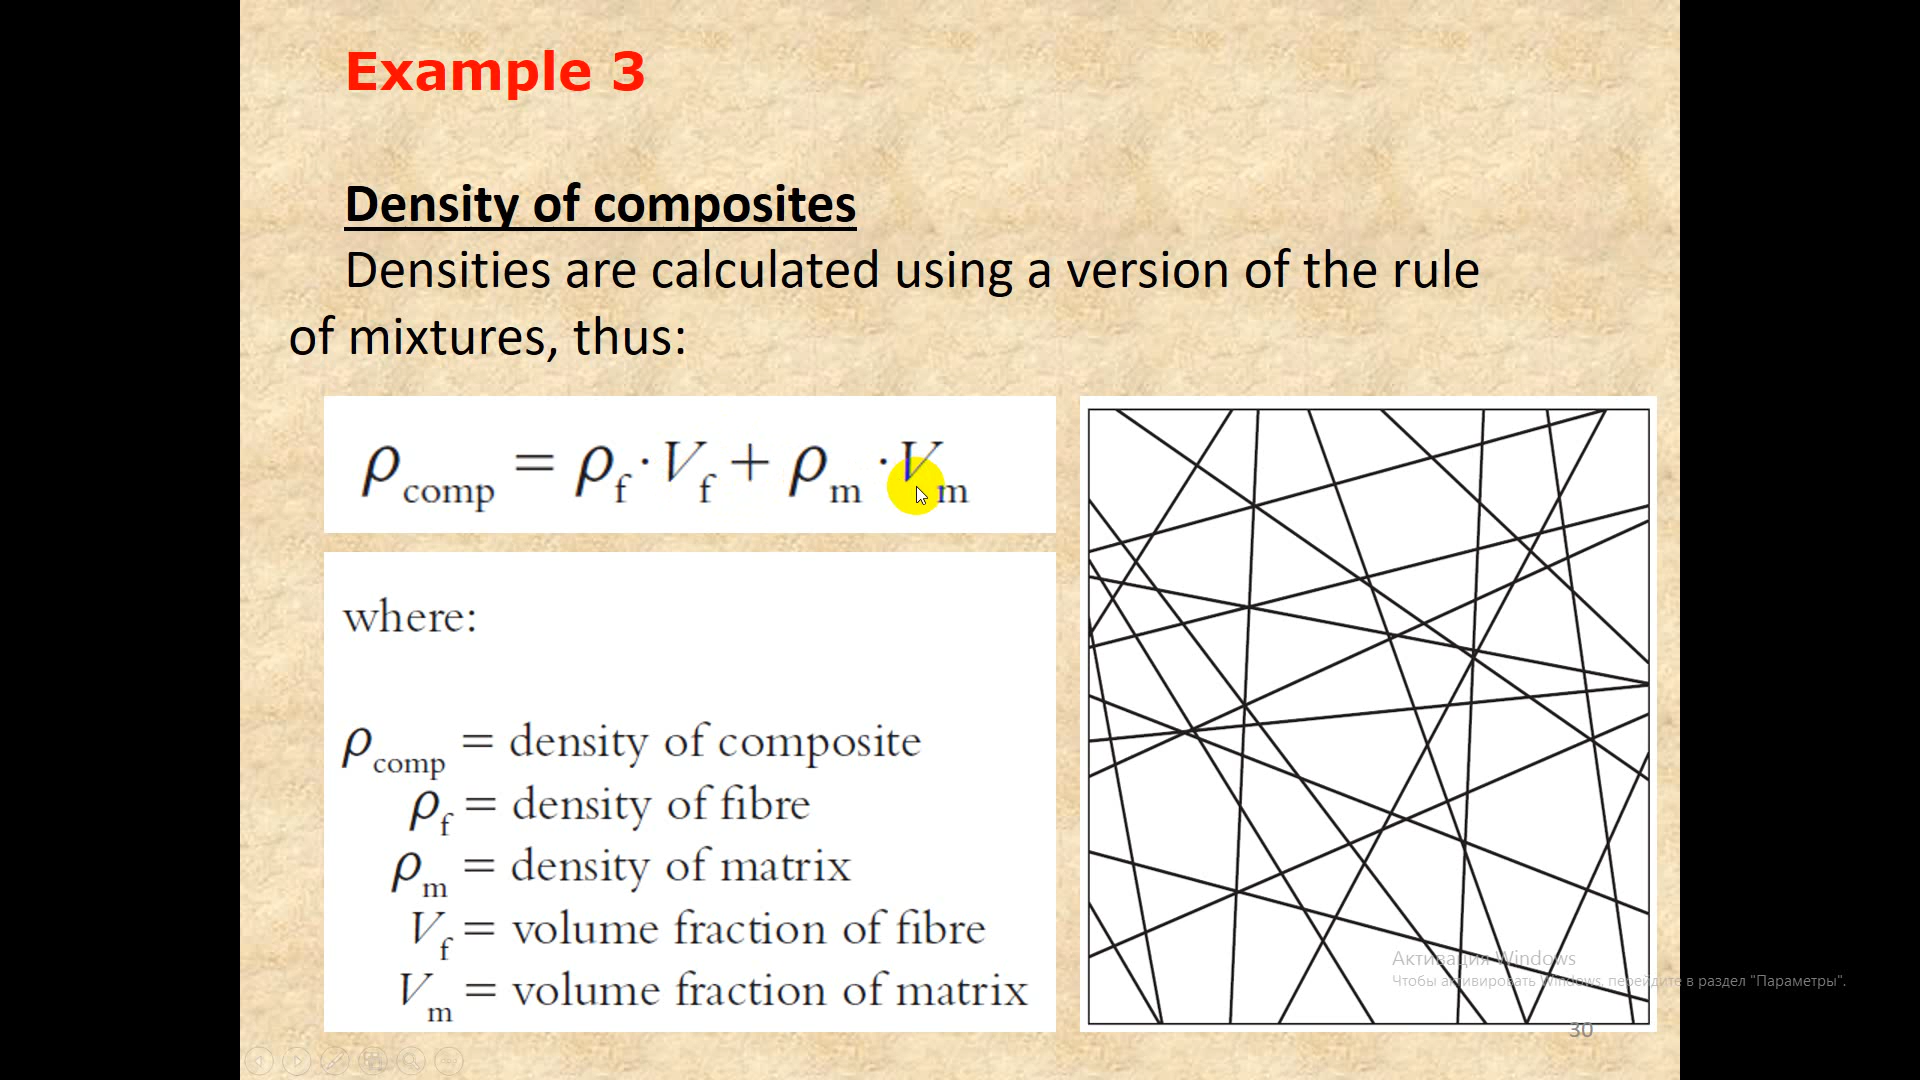 Example 3
Density of composites
Densities are calculated using a version of the rule
of mixtures, thus:
ρcomp = ρf · Vf + ρm · Vm
where:
ρcomp = density of composite
ρf = density of fibre
ρm = density of matrix
Vf = volume fraction of fibre
Vm = volume fraction of matrix
Активация Windows
Чтобы активировать Windows, перейдите в раздел "Параметры".
30